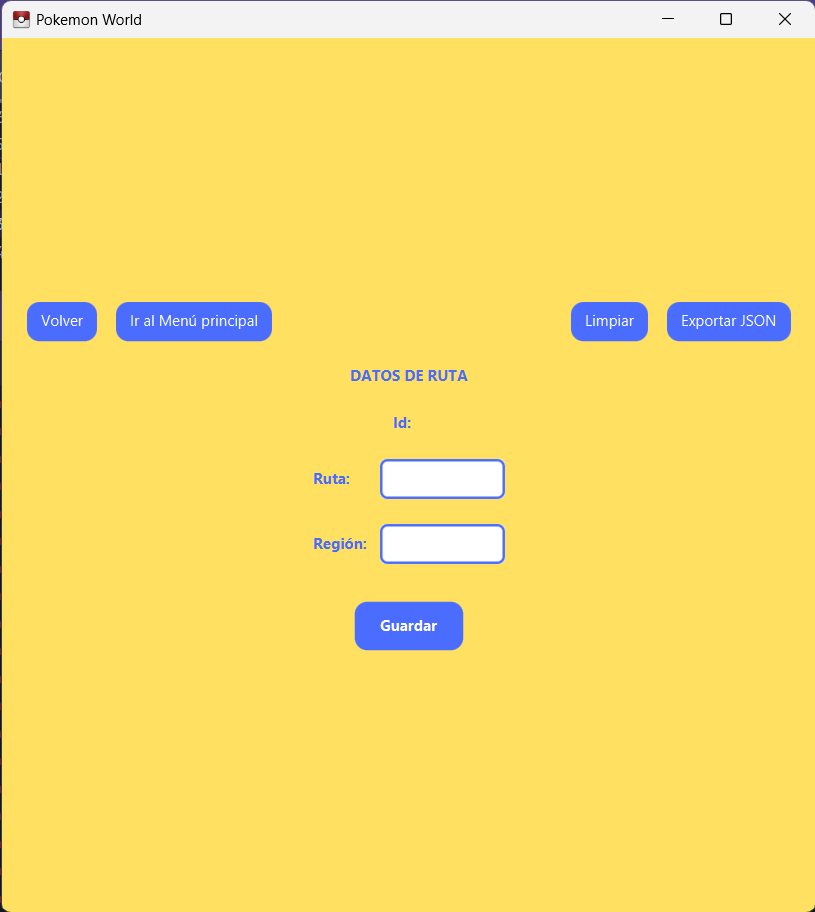 Pokemon World
Volver Ir al Menú principal Limpiar Exportar JSON
DATOS DE RUTA
Id:
Ruta:
Región:
Guardar